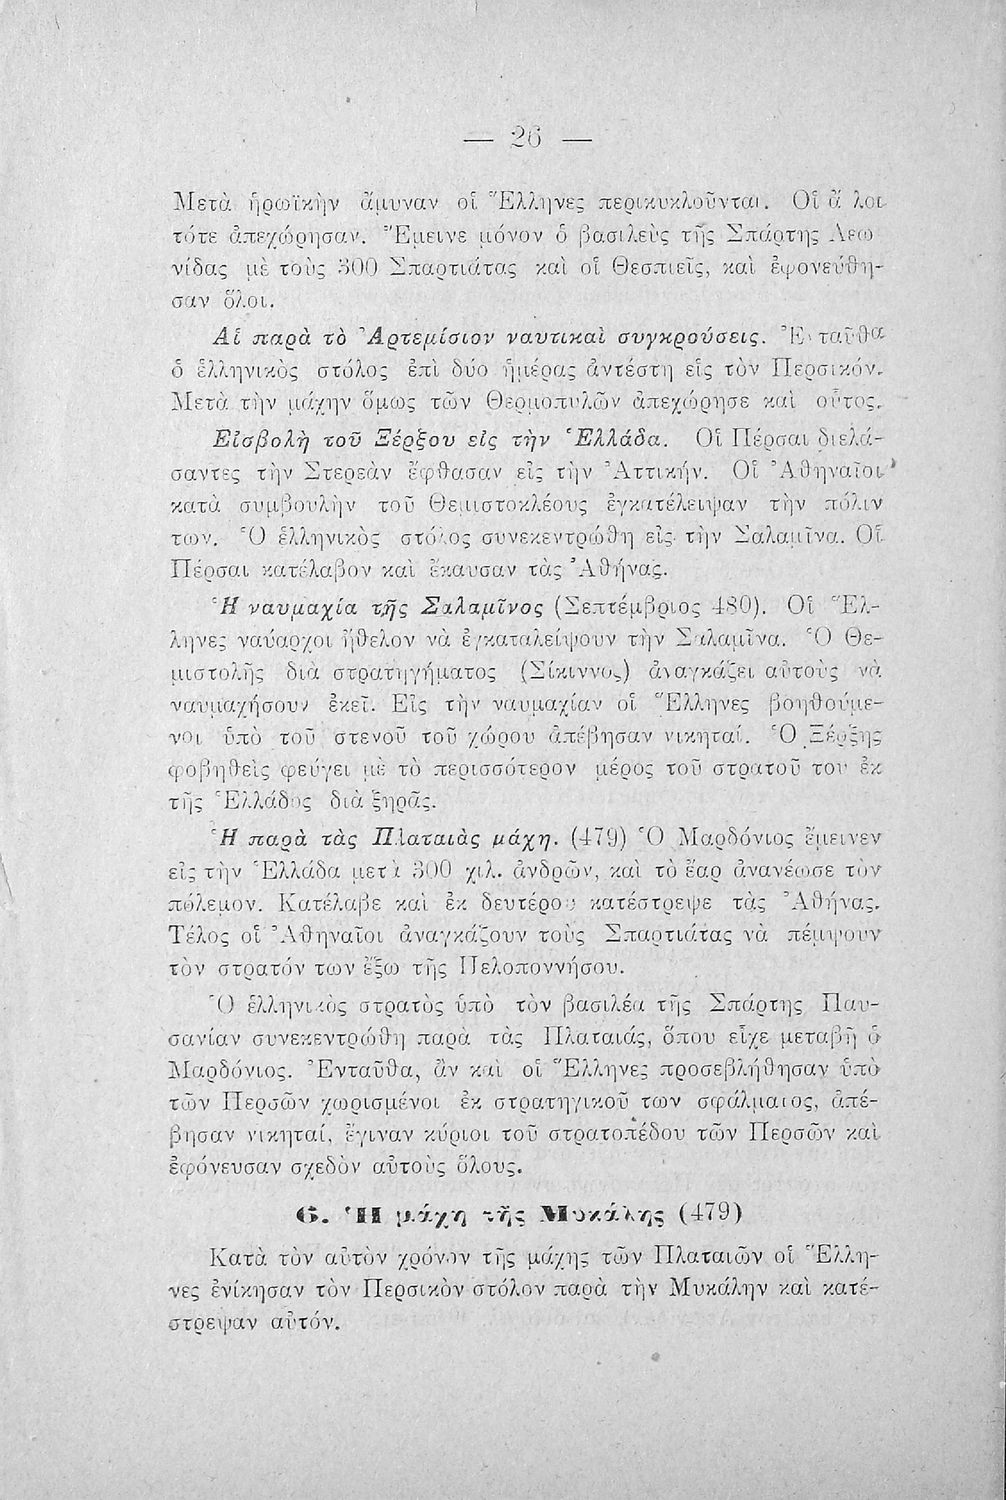 — 26 —
Μετὰ ἡρωϊκὴν ἄμυναν οἱ Ἕλληνες περικυκλοῦνται. Οἱ ἄ λοι
τότε ἀπεχώρησαν. Ἔμεινε μόνον ὁ βασιλεὺς τῆς Σπάρτης Λεω
νίδας μὲ τοὺς 300 Σπαρτιάτας καὶ οἱ Θεσπιεῖς, καὶ ἐφονεύθη-
σαν ὅλοι.
Αἱ παρὰ τὸ Ἀρτεμίσιον ναυτικαὶ συγκρούσεις. Ἐνταῦθα
ὁ ἑλληνικὸς στόλος ἐπὶ δύο ἡμέρας ἀντέστη εἰς τὸν Περσικόν.
Μετὰ τὴν μάχην ὅμως τῶν Θερμοπυλῶν ἀπεχώρησε καὶ οὗτος.
Εἰσβολὴ τοῦ Ξέρξου εἰς τὴν Ἑλλάδα. Οἱ Πέρσαι διελά-
σαντες τὴν Στερεὰν ἔφθασαν εἰς τὴν Ἀττικήν. Οἱ Ἀθηναῖοι
κατὰ συμβουλὴν τοῦ Θεμιστοκλέους ἐγκατέλειψαν τὴν πόλιν
των. Ὁ ἑλληνικὸς στόλος συνεκεντρώθη εἰς τὴν Σαλαμῖνα. Οἱ
Πέρσαι κατέλαβον καὶ ἔκαυσαν τὰς Ἀθήνας.
Ἡ ναυμαχία τῆς Σαλαμῖνος (Σεπτέμβριος 480). Οἱ Ἕλ-
ληνες ναύαρχοι ἤθελον νὰ ἐγκαταλείψουν τὴν Σαλαμῖνα. Ὁ Θε-
μιστολῆς διὰ στρατηγήματος (Σίκιννος) ἀναγκάζει αὐτοὺς νὰ
ναυμαχήσουν ἐκεῖ. Εἰς τὴν ναυμαχίαν οἱ Ἕλληνες βοηθούμε-
νοι ὑπὸ τοῦ στενοῦ τοῦ χώρου ἀπέβησαν νικηταί. Ὁ Ξέρξης
φοβηθεὶς φεύγει μὲ τὸ περισσότερον μέρος τοῦ στρατοῦ του ἐκ
τῆς Ἑλλάδος διὰ ξηρᾶς.
Ἡ παρὰ τὰς Πλαταιὰς μάχη. (479) Ὁ Μαρδόνιος ἔμεινεν
εἰς τὴν Ἑλλάδα μετὰ 300 χιλ. ἀνδρῶν, καὶ τὸ ἔαρ ἀνανέωσε τὸν
πόλεμον. Κατέλαβε καὶ ἐκ δευτέρου κατέστρεψε τὰς Ἀθήνας.
Τέλος οἱ Ἀθηναῖοι ἀναγκάζουν τοὺς Σπαρτιάτας νὰ πέμψουν
τὸν στρατόν των ἔξω τῆς Πελοποννήσου.
Ὁ ἑλληνικὸς στρατὸς ὑπὸ τὸν βασιλέα τῆς Σπάρτης Παυ-
σανίαν συνεκεντρώθη παρὰ τὰς Πλαταιάς, ὅπου εἶχε μεταβῆ ὁ
Μαρδόνιος. Ἐνταῦθα, ἂν καὶ οἱ Ἕλληνες προσεβλήθησαν ὑπὸ
τῶν Περσῶν χωρισμένοι ἐκ στρατηγικοῦ των σφάλματος, ἀπέ-
βησαν νικηταί, ἔγιναν κύριοι τοῦ στρατοπέδου τῶν Περσῶν καὶ
ἐφόνευσαν σχεδὸν αὐτοὺς ὅλους.
6. Ἡ μάχη τῆς Μυκάλης (479)
Κατὰ τὸν αὐτὸν χρόνον τῆς μάχης τῶν Πλαταιῶν οἱ Ἕλλη-
νες ἐνίκησαν τὸν Περσικὸν στόλον παρὰ τὴν Μυκάλην καὶ κατέ-
στρεψαν αὐτόν.